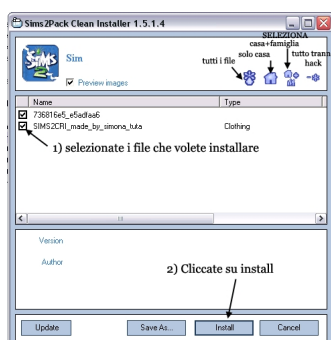 Sims2Pack Clean Installer 1.5.1.4
SELEZIONA
casa+famiglia
solo casa
tutto trann
hack
tutti i file
Sim
Preview images
Name Type
736816e5_e5adfaa6
SIMS2CRI_made_by_simona_tuta Clothing
1) selezionate i file che volete installare
Version
Author
2) Cliccate su install
Update Save As... Install Cancel